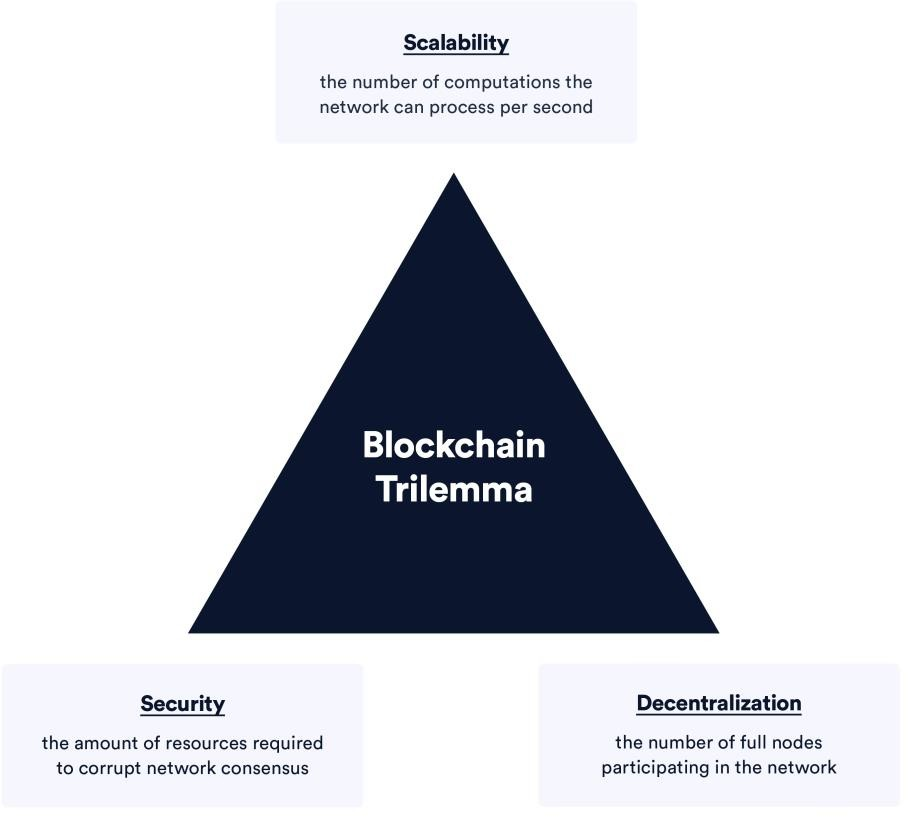 Scalability
the number of computations the
network can process per second
Blockchain
Trilemma
Security
the amount of resources required
to corrupt network consensus
Decentralization
the number of full nodes
participating in the network